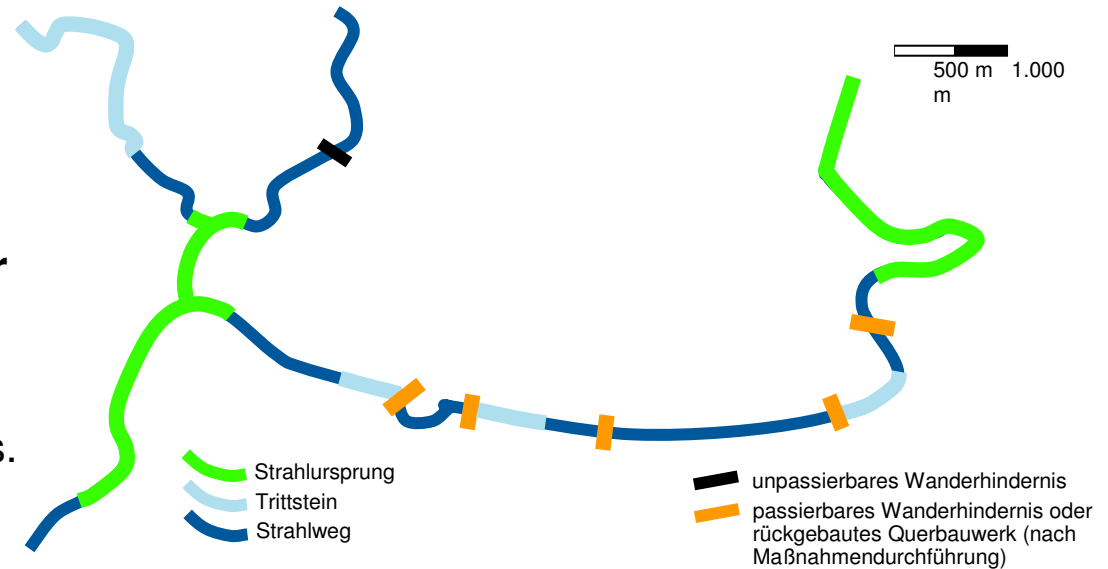 500 m 1.000
m
r
s.
Strahlursprung
Trittstein
Strahlweg
unpassierbares Wanderhindernis
passierbares Wanderhindernis oder
rückgebautes Querbauwerk (nach
Maßnahmendurchführung)